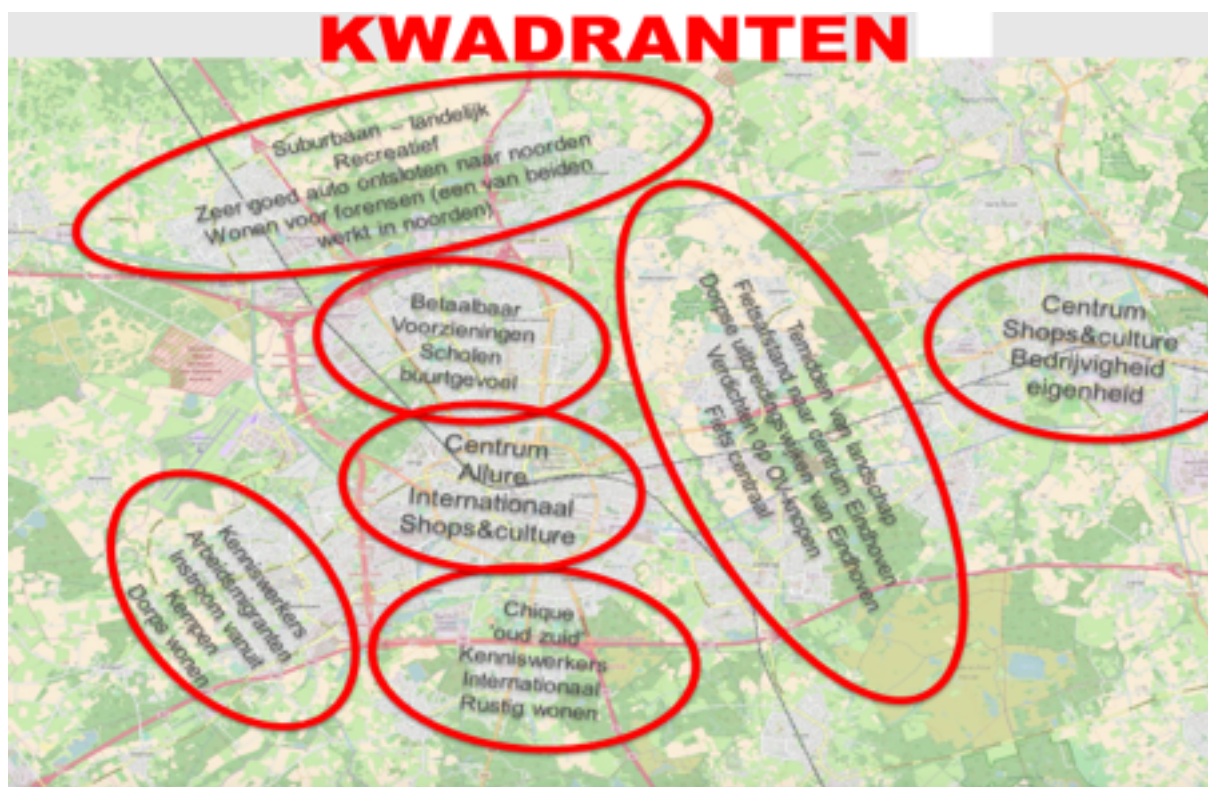 KWADRANTEN
Suburbaan – landelijk
Recreatief
Zeer goed auto ontsloten naar noorden
Wonen voor forensen (een van beiden
werkt in noorden)
Betaalbaar
Voorzieningen
Scholen
buurtgevoel
Centrum
Allure
Internationaal
Shops&culture
Temidden van landschap
Fietsafstand naar centrum Eindhoven
Dorpse uitbreidingswijken van Eindhoven
Verdichten op OV-knopen
Fiets centraal
Centrum
Shops&culture
Bedrijvigheid
eigenheid
Kenniswerkers
Arbeidsmigranten
Instroom vanuit
Kempen
Dorps wonen
Chique
'oud zuid'
Kenniswerkers
Internationaal
Rustig wonen